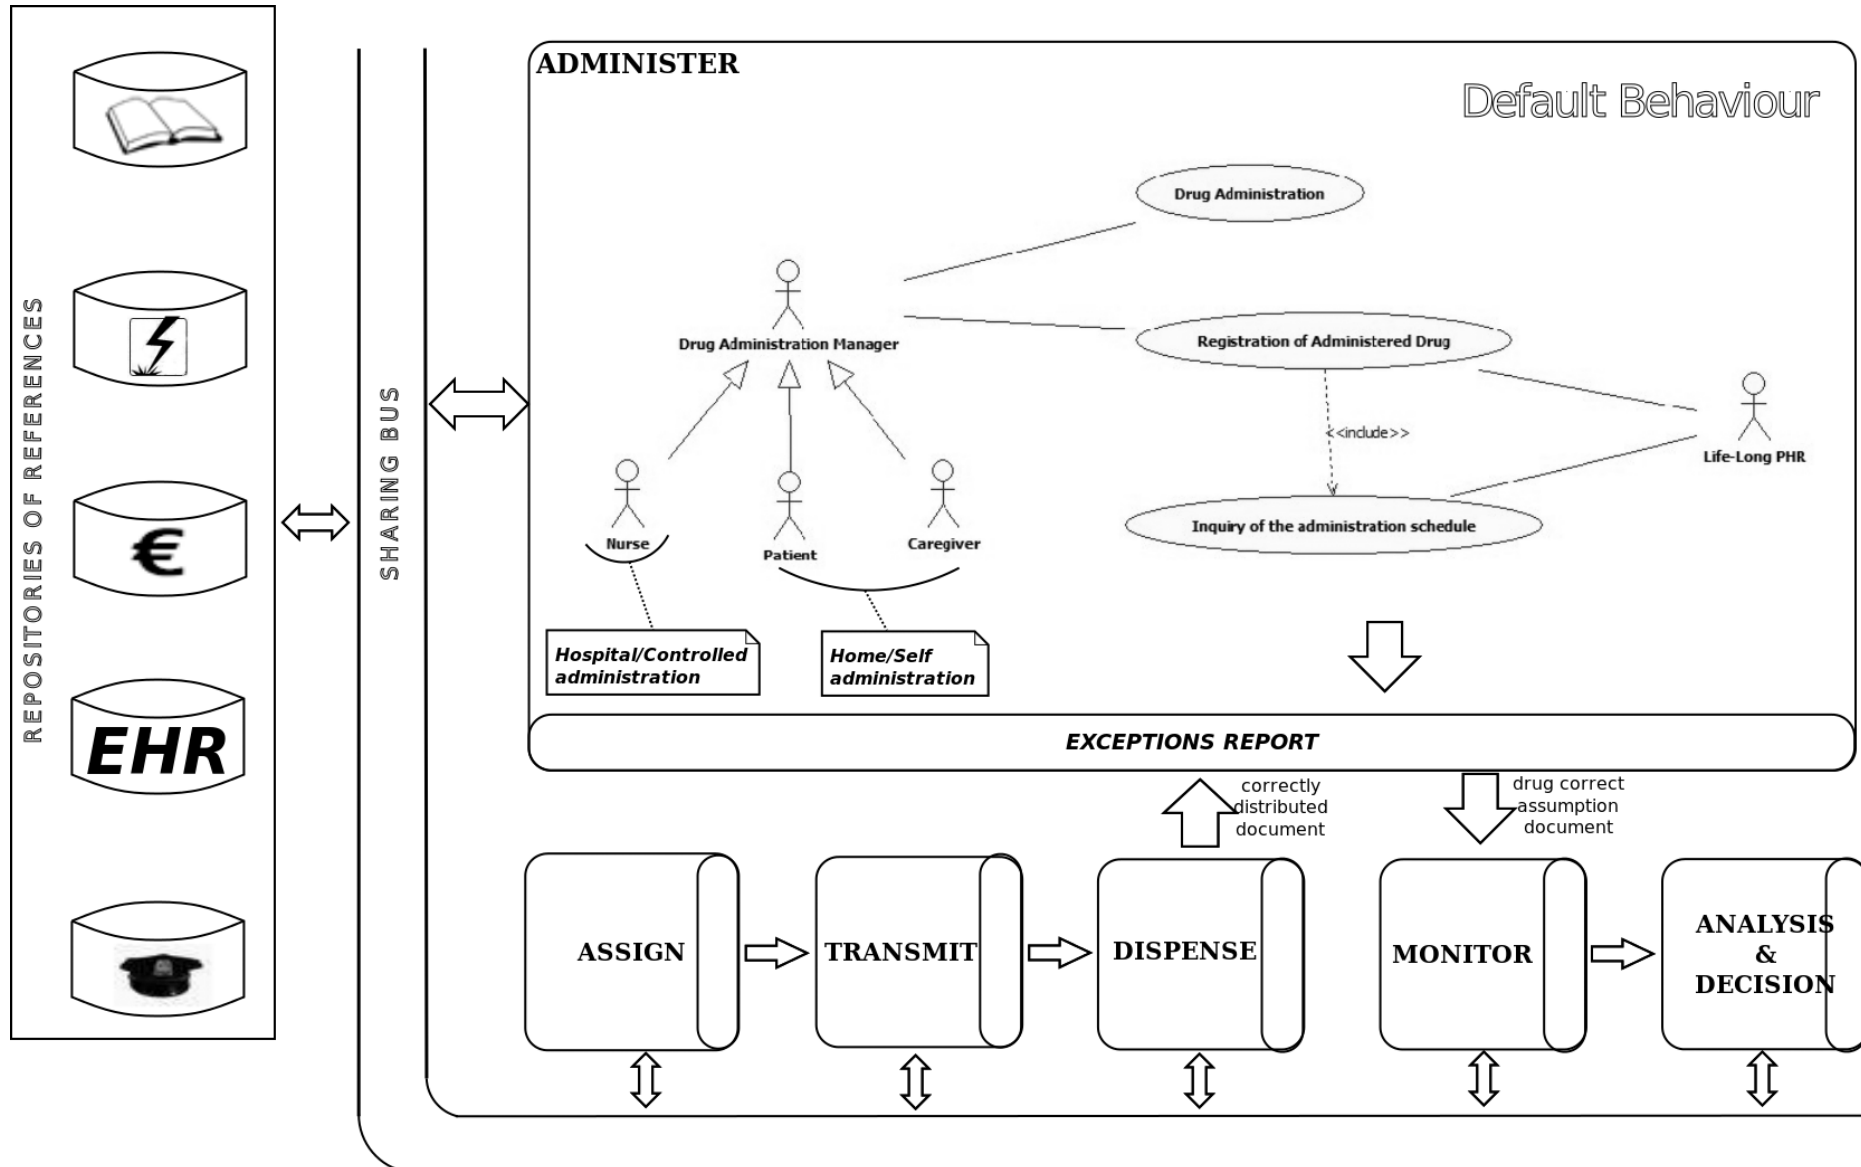 REPOSITORIES OF REFERENCES
EHR
SHARING BUS
ADMINISTER
Default Behaviour
Drug Administration
Drug Administration Manager
Registration of Administered Drug
<<include>>
Life-Long PHR
Inquiry of the administration schedule
Nurse
Patient
Caregiver
Hospital/Controlled
administration
Home/Self
administration
EXCEPTIONS REPORT
correctly
distributed
document
drug correct
assumption
document
ASSIGN
TRANSMIT
DISPENSE
MONITOR
ANALYSIS
&
DECISION
€